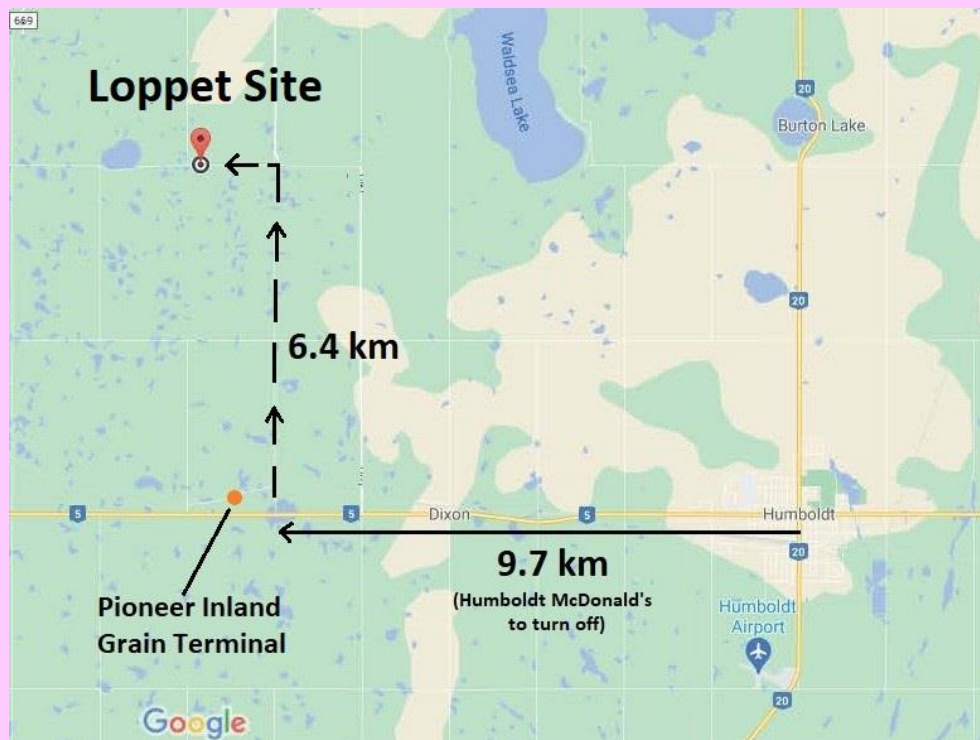 669
Loppet Site
Waldsea Lake
20
Burton Lake
20
6.4 km
5
5
Dixon
5
Humboldt
20
9.7 km
(Humboldt McDonald's
to turn off)
Pioneer Inland
Grain Terminal
Humboldt
Airport
20
Google